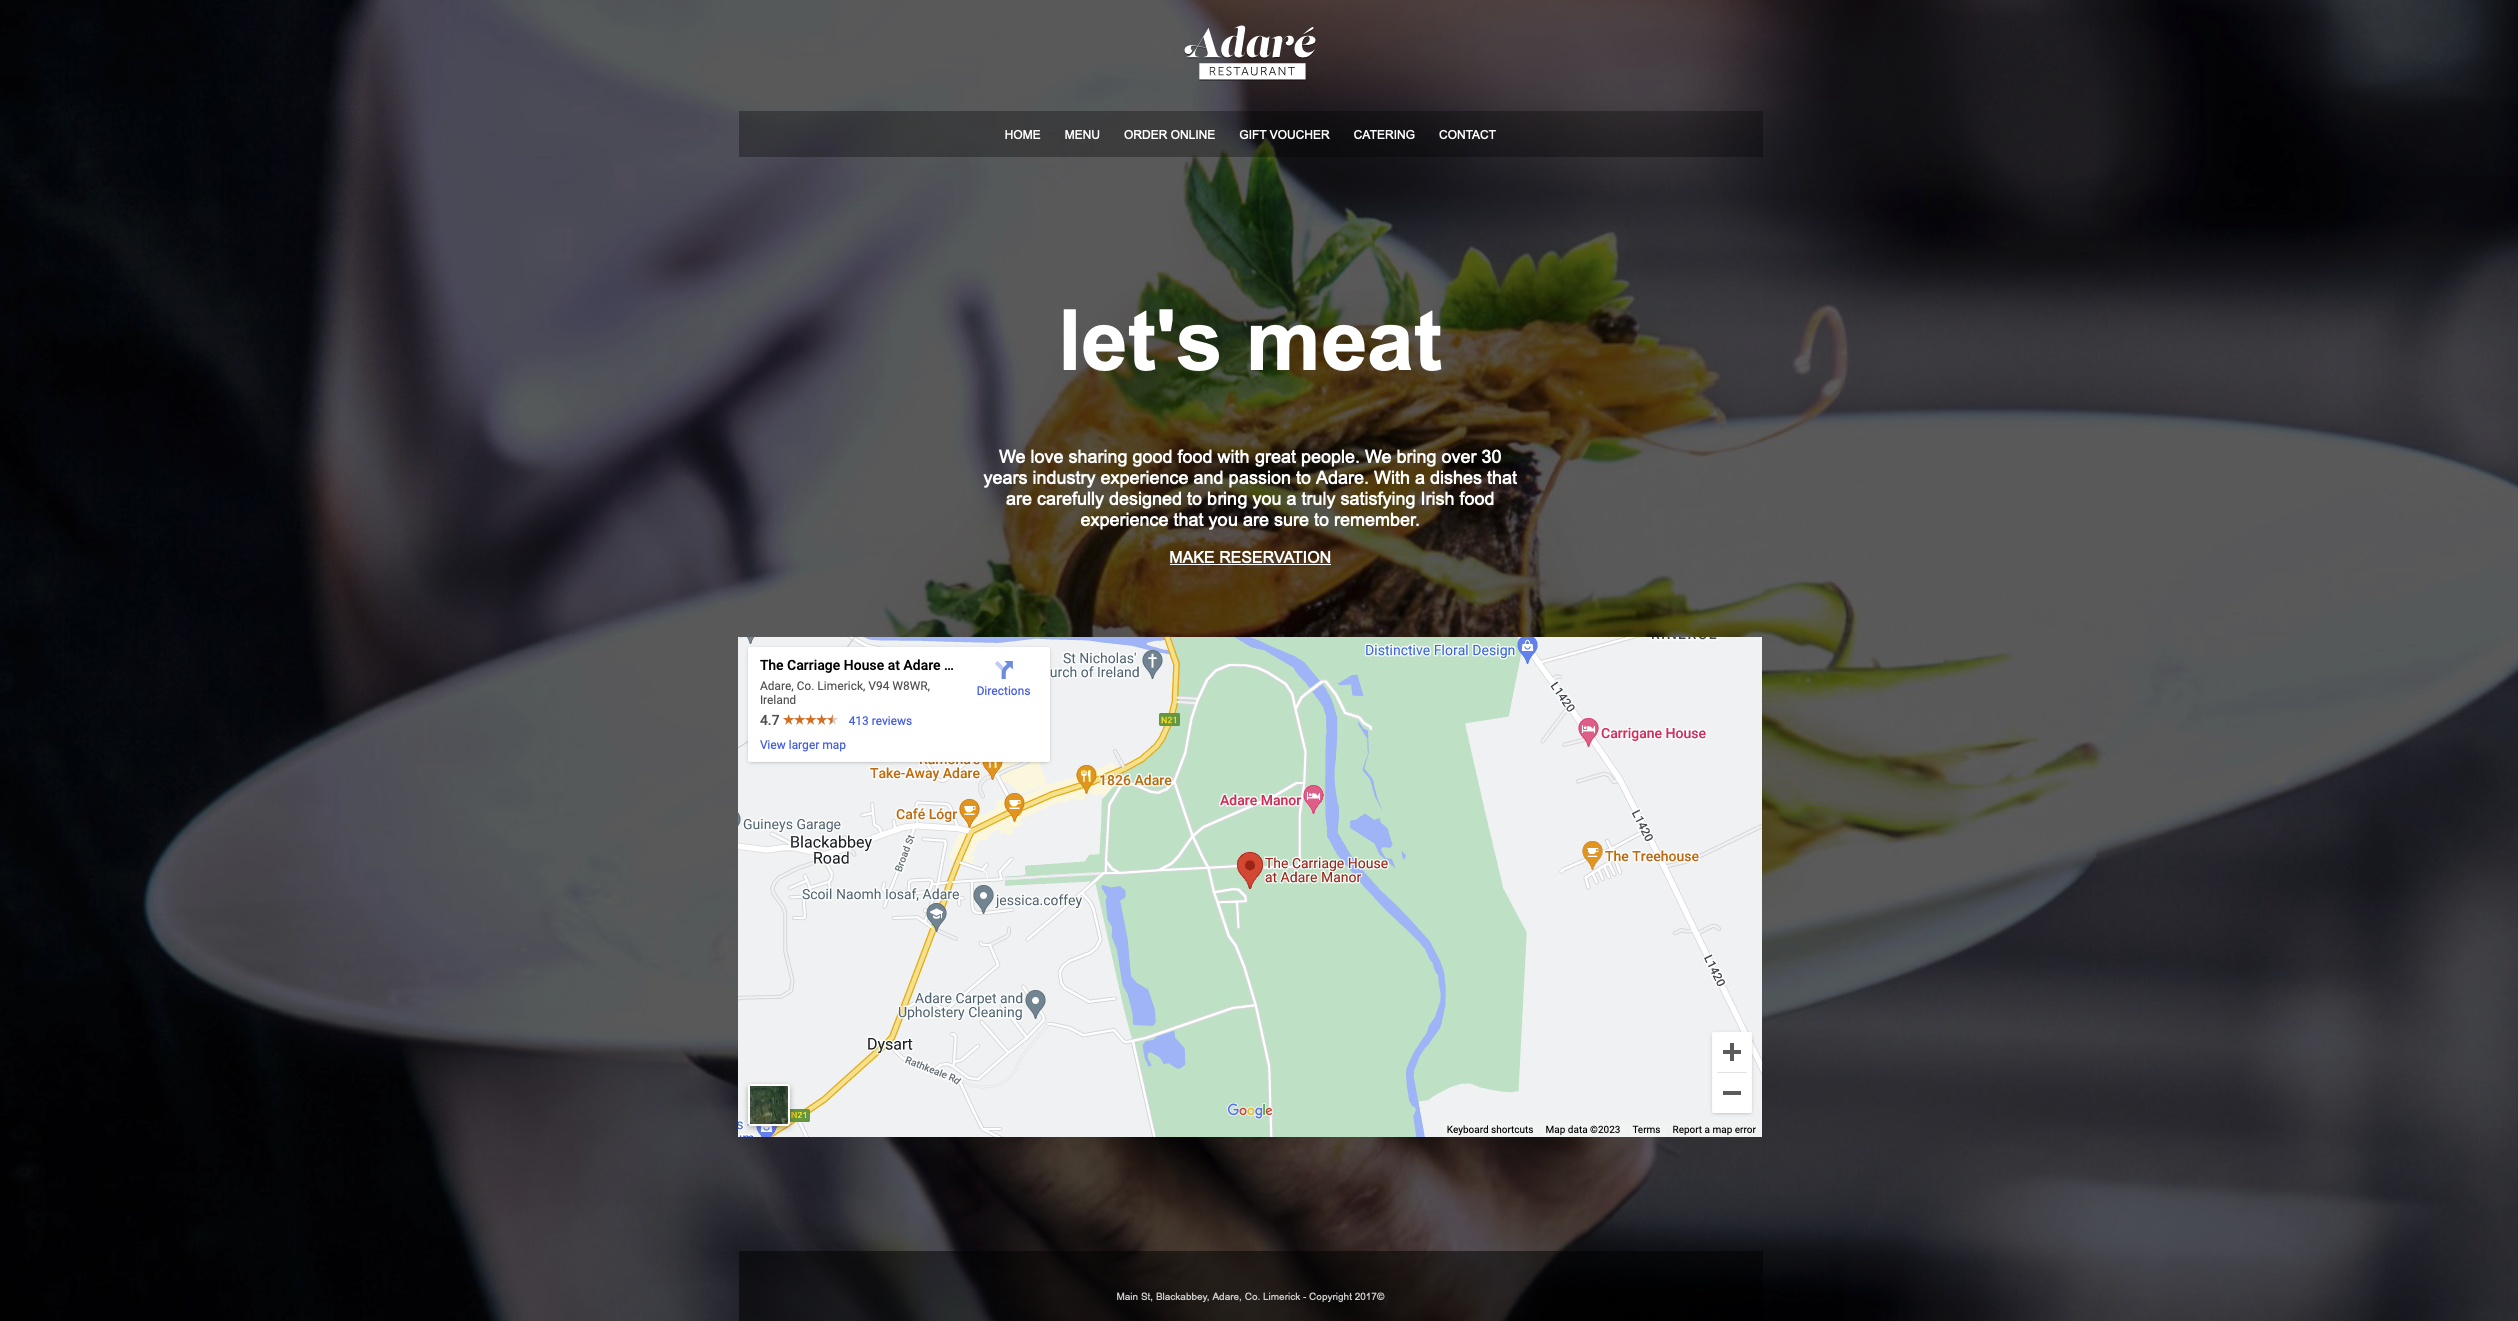 Adaré
RESTAURANT
HOME MENU ORDER ONLINE GIFT VOUCHER CATERING CONTACT
let's meat
We love sharing good food with great people. We bring over 30
years industry experience and passion to Adare. With a dishes that
are carefully designed to bring you a truly satisfying Irish food
experience that you are sure to remember.
MAKE RESERVATION
The Carriage House at Adare ...
Adare, Co. Limerick, V94 W8WR,
Ireland
4.7 413 reviews
View larger map
Directions
St Nicholas'
urch of Ireland
Distinctive Floral Design
L1420
N21
Carrigane House
Take-Away Adare
1826 Adare
Adare Manor
Café Lógr
Guineys Garage
Blackabbey
Road
Broad St
L1420
The Treehouse
The Carriage House
at Adare Manor
Scoil Naomh Iosaf, Adare
jessica.coffey
L1420
Adare Carpet and
Upholstery Cleaning
Dysart
Rathkeale Rd
N21
Google
Keyboard shortcuts Map data ©2023 Terms Report a map error
Main St, Blackabbey, Adare, Co. Limerick - Copyright 2017©